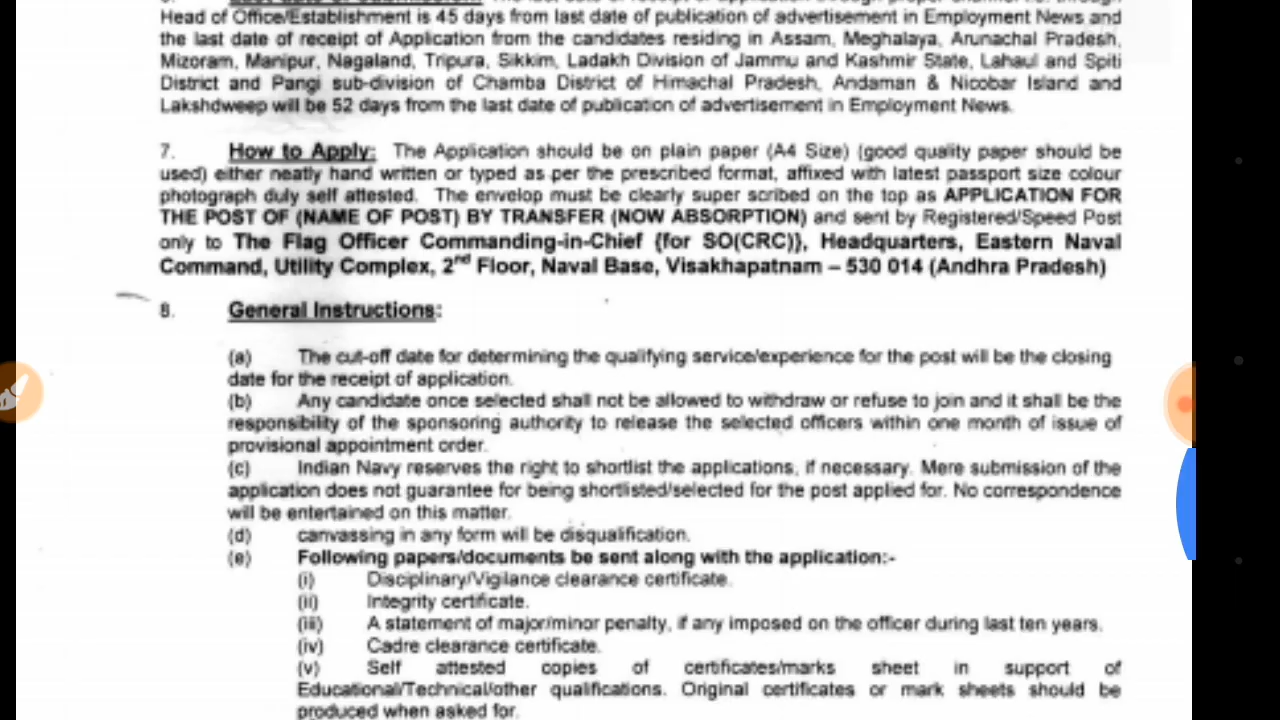 Head of Office/Establishment is 45 days from last date of publication of advertisement in Employment News and
the last date of receipt of Application from the candidates residing in Assam, Meghalaya, Arunachal Pradesh,
Mizoram, Manipur, Nagaland, Tripura, Sikkim, Ladakh Division of Jammu and Kashmir State, Lahaul and Spiti
District and Pangi sub-division of Chamba District of Himachal Pradesh, Andaman & Nicobar Island and
Lakshdweep will be 52 days from the last date of publication of advertisement in Employment News.
7. How to Apply: The Application should be on plain paper (A4 Size) (good quality paper should be
used) either neatly hand written or typed as per the prescribed format, affixed with latest passport size colour
photograph duly self attested. The envelop must be clearly super scribed on the top as APPLICATION FOR
THE POST OF (NAME OF POST) BY TRANSFER (NOW ABSORPTION) and sent by Registered/Speed Post
only to The Flag Officer Commanding-in-Chief {for SO(CRC)}, Headquarters, Eastern Naval
Command, Utility Complex, 2nd Floor, Naval Base, Visakhapatnam – 530 014 (Andhra Pradesh)
8. General Instructions:
(a) The cut-off date for determining the qualifying service/experience for the post will be the closing
date for the receipt of application.
(b) Any candidate once selected shall not be allowed to withdraw or refuse to join and it shall be the
responsibility of the sponsoring authority to release the selected officers within one month of issue of
provisional appointment order.
(c) Indian Navy reserves the right to shortlist the applications, if necessary. Mere submission of the
application does not guarantee for being shortlisted/selected for the post applied for. No correspondence
will be entertained on this matter.
(d) canvassing in any form will be disqualification.
(e) Following papers/documents be sent along with the application:-
(i) Disciplinary/Vigilance clearance certificate.
(ii) Integrity certificate.
(iii) A statement of major/minor penalty, if any imposed on the officer during last ten years.
(iv) Cadre clearance certificate.
(v) Self attested copies of certificates/marks sheet in support of
Educational/Technical/other qualifications. Original certificates or mark sheets should be
produced when asked for.